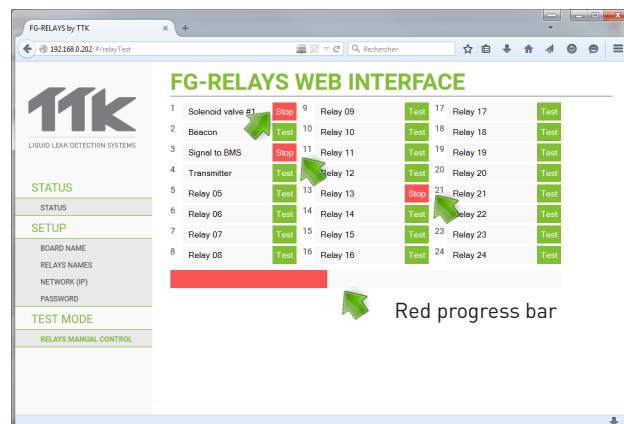 FG-RELAYS by TTK
192.168.0.202/#/relayTest
Rechercher
TTK
LIQUID LEAK DETECTION SYSTEMS
STATUS
STATUS
SETUP
BOARD NAME
RELAYS NAMES
NETWORK (IP)
PASSWORD
TEST MODE
RELAYS MANUAL CONTROL
FG-RELAYS WEB INTERFACE
1 Solenoid valve #1 Stop 9 Relay 09 Test 17 Relay 17 Test
2 Beacon Test 10 Relay 10 Test 18 Relay 18 Test
3 Signal to BMS Stop 11 Relay 11 Test 19 Relay 19 Test
4 Transmitter Test Relay 12 Test 20 Relay 20 Test
5 Relay 05 Test 13 Relay 13 Stop 21 Relay 21 Test
6 Relay 06 Test 14 Relay 14 Test Relay 22 Test
7 Relay 07 Test 15 Relay 15 Test 23 Relay 23 Test
8 Relay 08 Test 16 Relay 16 Test 24 Relay 24 Test
Red progress bar